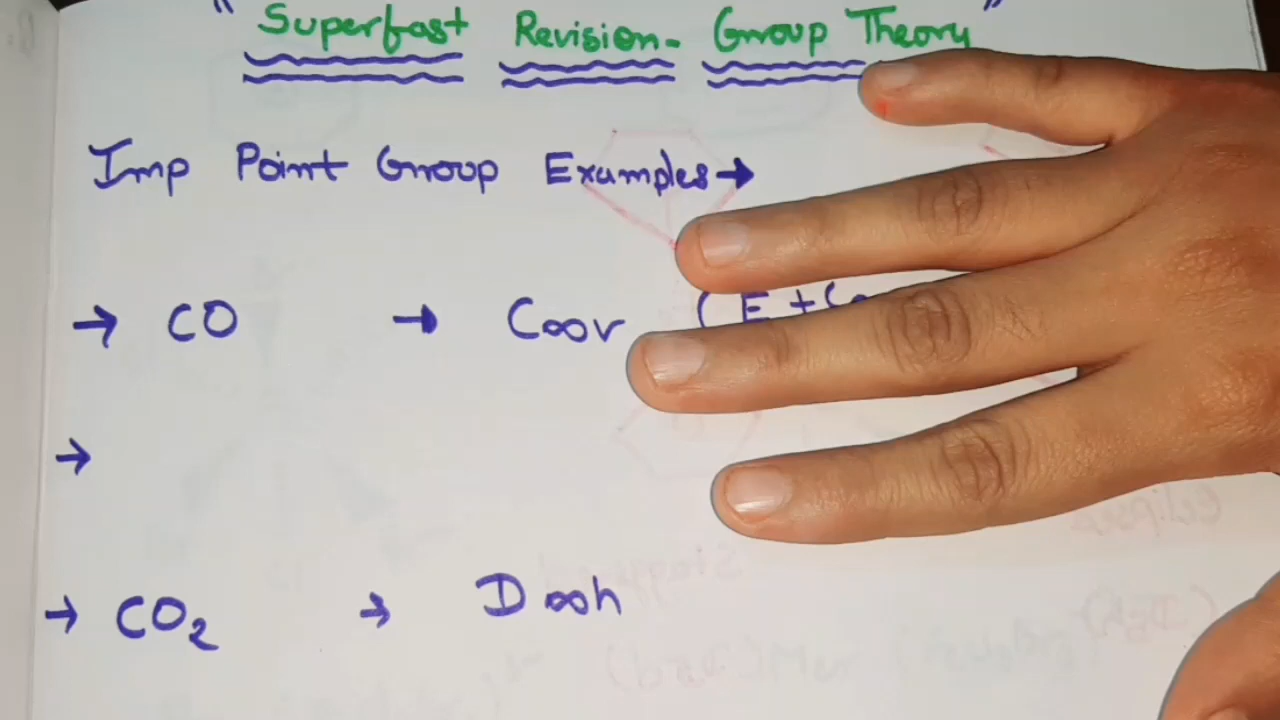 "Superfast Revision- Group Theory"
Imp Point Group Examples→
→ CO → C∞v (E +
→
→ CO₂ → D∞h